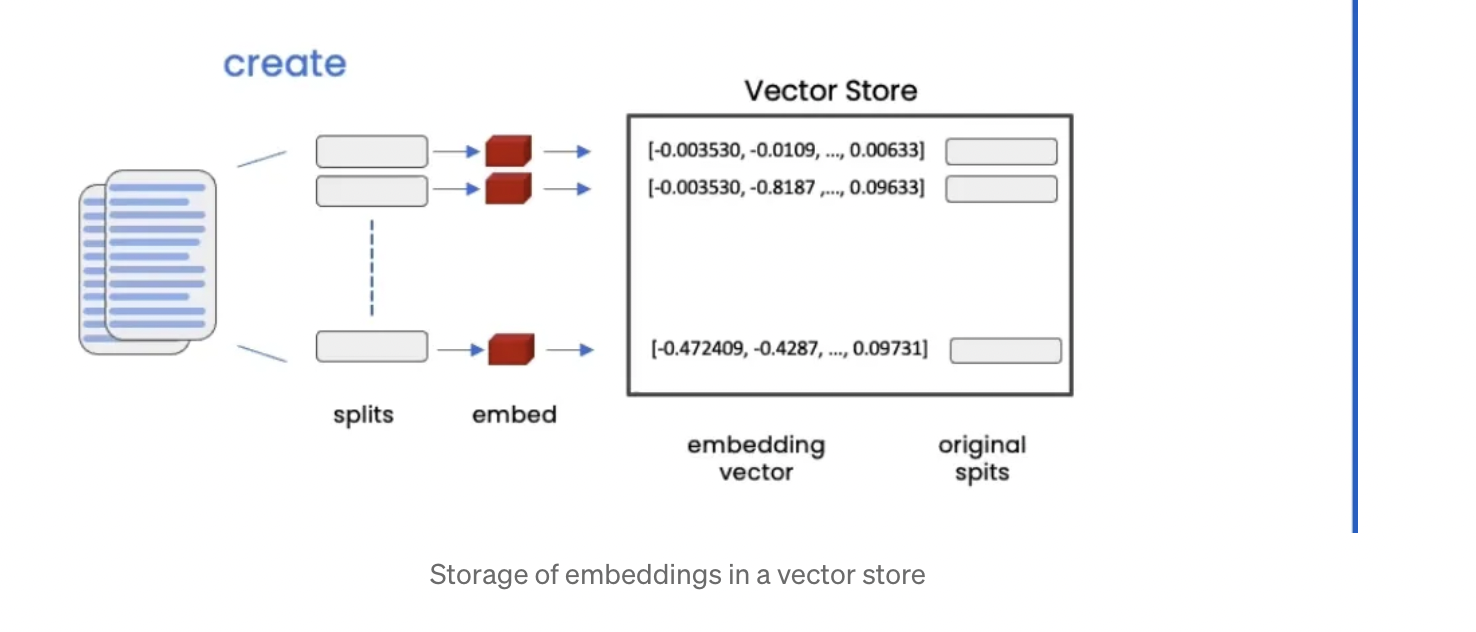 create
Vector Store
[-0.003530, -0.0109, ..., 0.00633]
[-0.003530, -0.8187 ,..., 0.09633]
[-0.472409, -0.4287, ..., 0.09731]
splits
embed
embedding
vector
original
spits
Storage of embeddings in a vector store